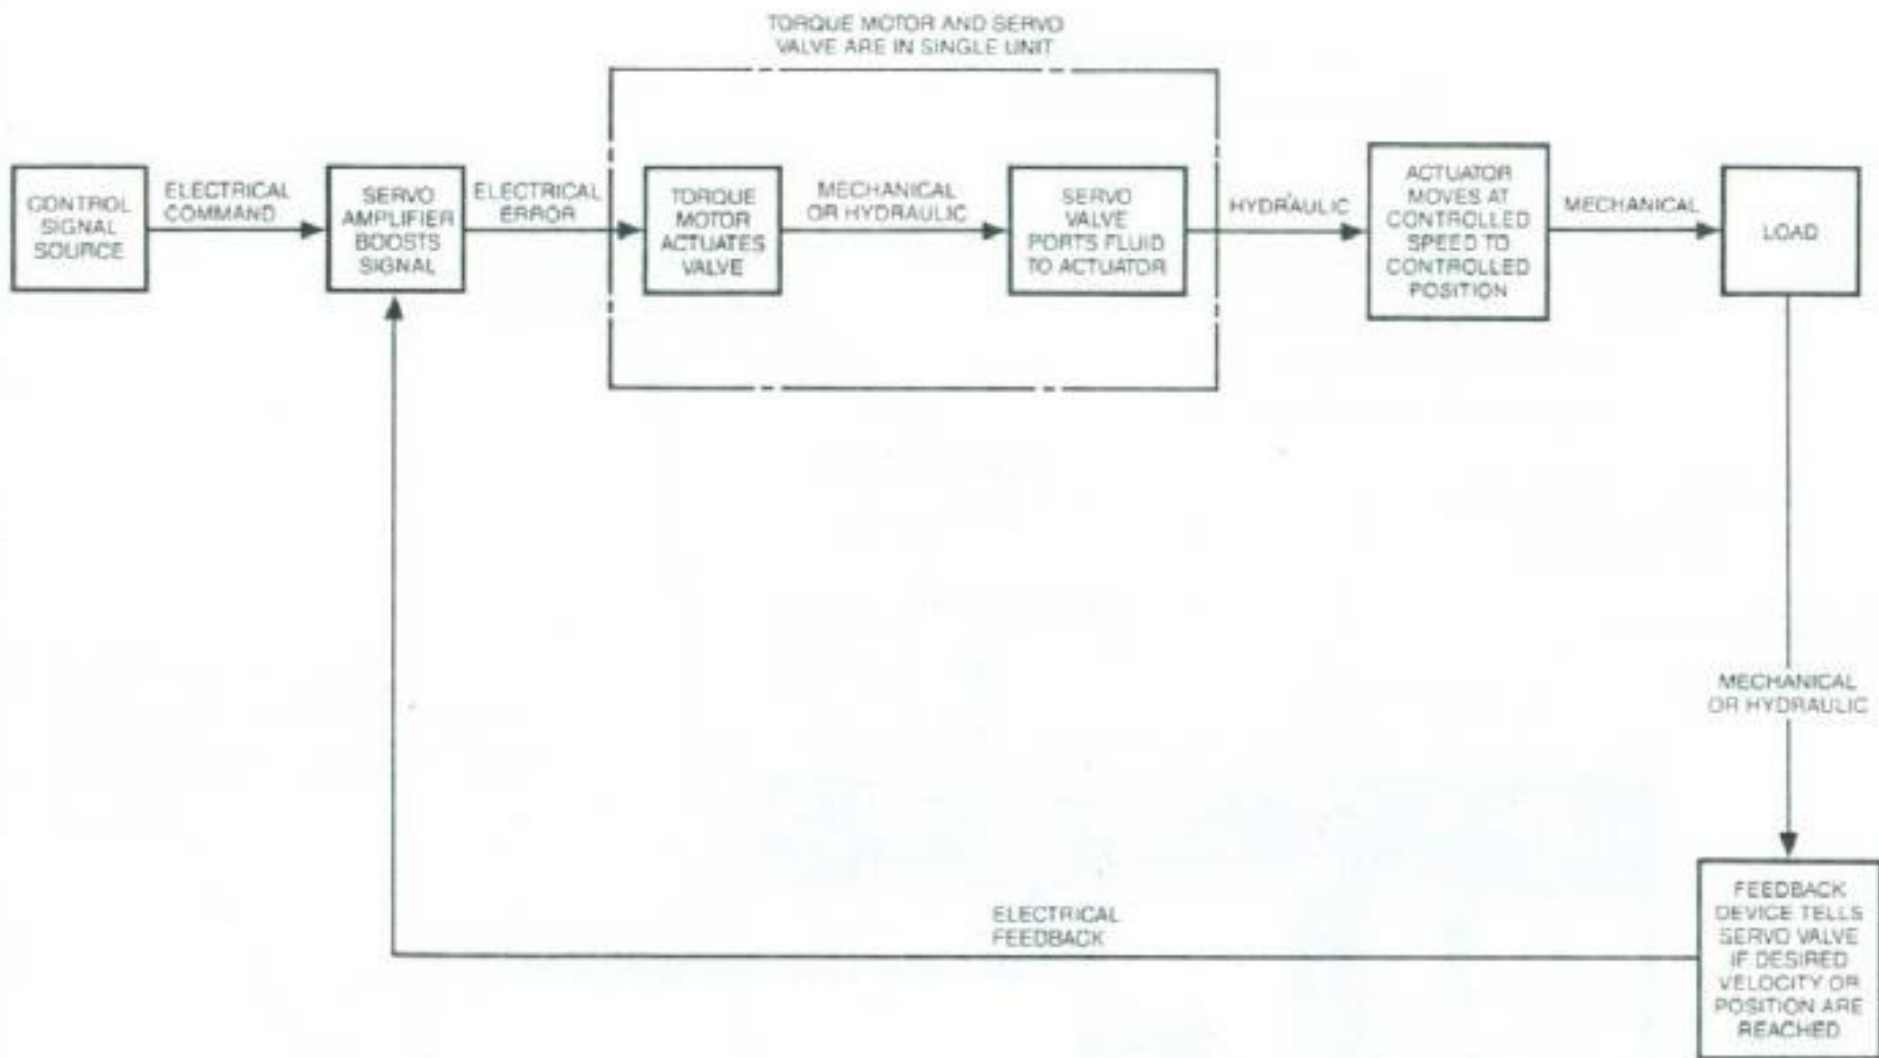 TORQUE MOTOR AND SERVO
VALVE ARE IN SINGLE UNIT
CONTROL
SIGNAL
SOURCE
ELECTRICAL
COMMAND
SERVO
AMPLIFIER
BOOSTS
SIGNAL
ELECTRICAL
ERROR
TORQUE
MOTOR
ACTUATES
VALVE
MECHANICAL
OR HYDRAULIC
SERVO
VALVE
PORTS FLUID
TO ACTUATOR
HYDRAULIC
ACTUATOR
MOVES AT
CONTROLLED
SPEED TO
CONTROLLED
POSITION
MECHANICAL
LOAD
MECHANICAL
OR HYDRAULIC
FEEDBACK
DEVICE TELLS
SERVO VALVE
IF DESIRED
VELOCITY OR
POSITION ARE
REACHED
ELECTRICAL
FEEDBACK